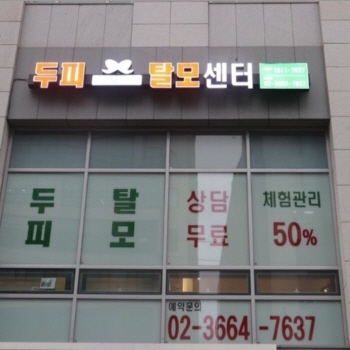 두피 탈모센터
두피 탈모 상담무료 체험관리 50%
예약문의
02-3664-7637